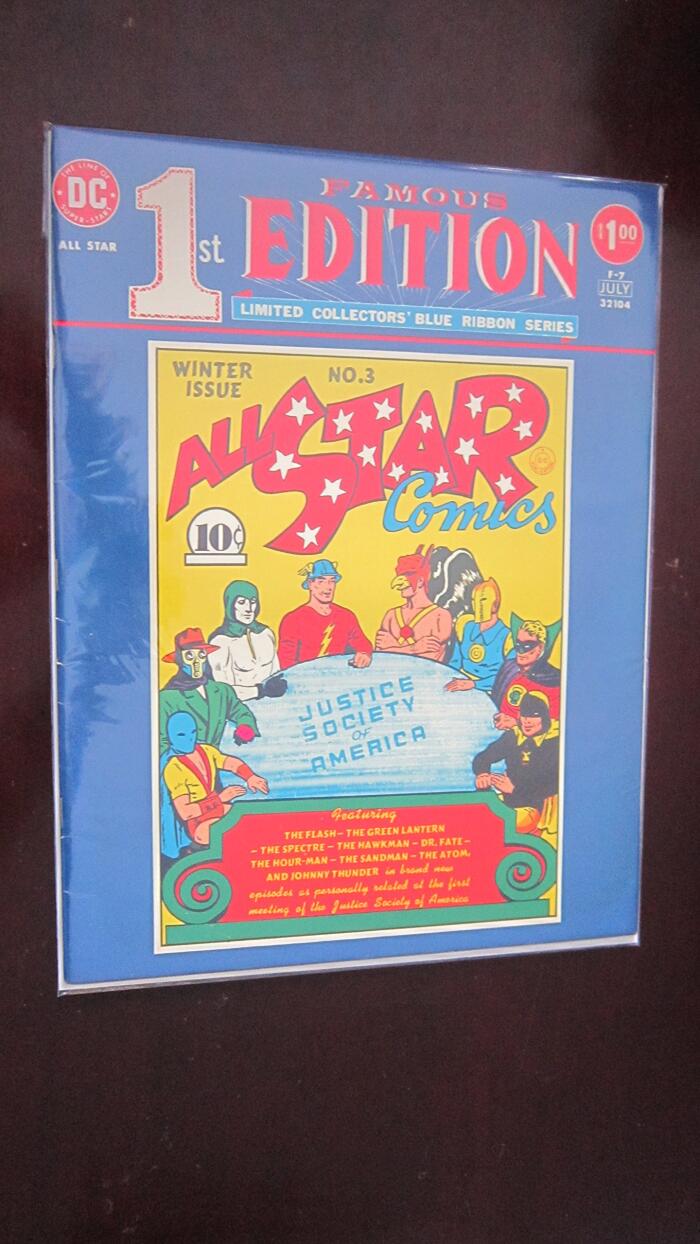 THE LINE OF
DC
SUPER-STARS
ALL STAR
FAMOUS
1st EDITION
LIMITED COLLECTORS' BLUE RIBBON SERIES
$1.00
F-7
JULY
32104
WINTER
ISSUE
NO.3
ALL STAR
Comics
10¢
JUSTICE
SOCIETY
OF
AMERICA
Featuring
THE FLASH – THE GREEN LANTERN
– THE SPECTRE – THE HAWKMAN – DR. FATE –
THE HOUR-MAN – THE SANDMAN – THE ATOM,
AND JOHNNY THUNDER in brand new
episodes as personally related at the first
meeting of the Justice Society of America